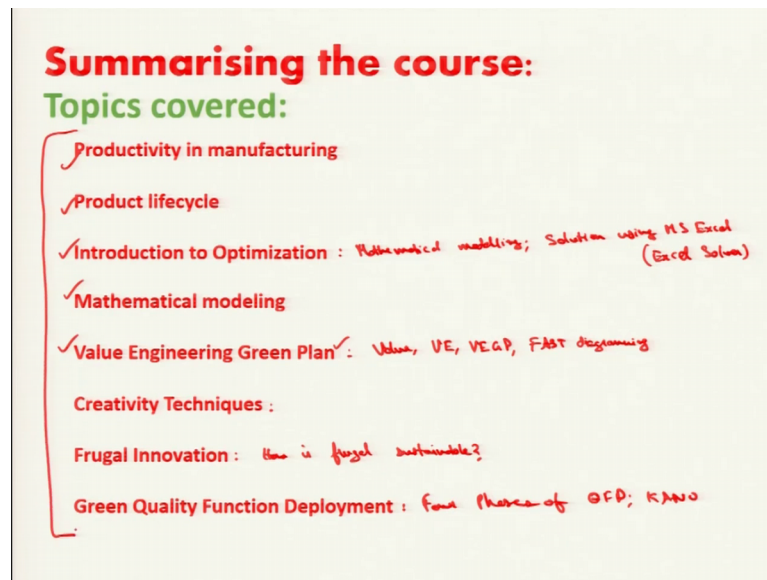 Summarising the course:
Topics covered:
Productivity in manufacturing
Product lifecycle
Introduction to Optimization : Mathematical modelling; Solution using MS Excel
(Excel Solver)
Mathematical modeling
Value Engineering Green Plan : Value, VE, VEGP, FAST diagramming
Creativity Techniques :
Frugal Innovation : How is frugal sustainable?
Green Quality Function Deployment : Four Phases of QFD; KANO